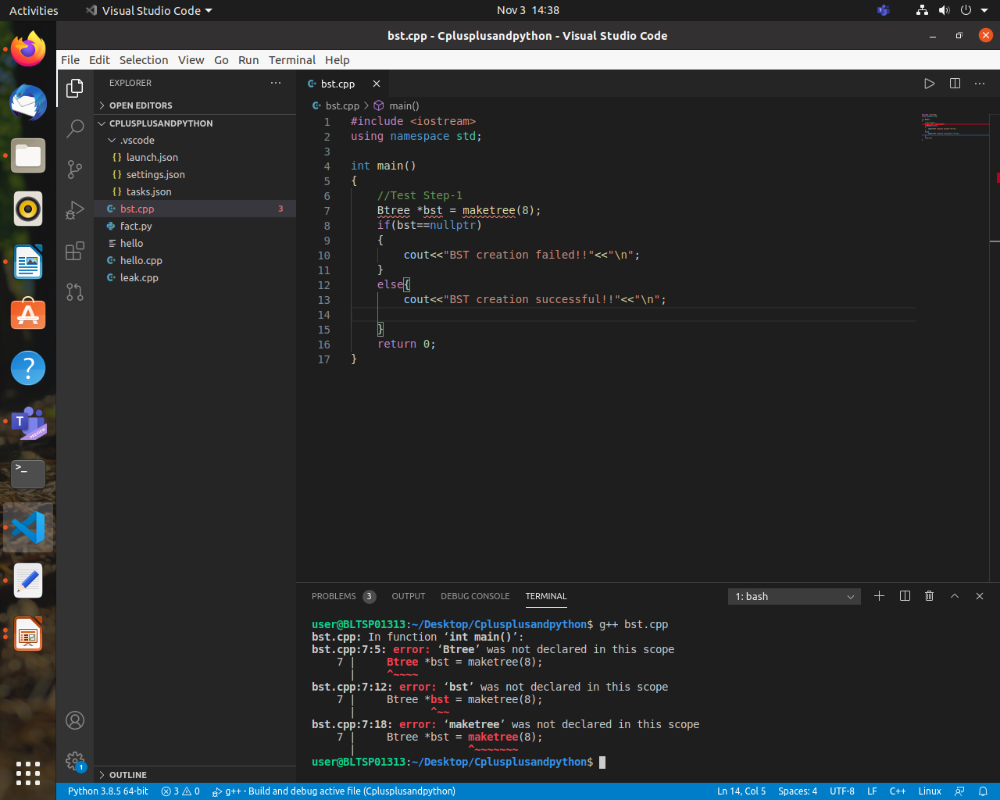 Activities
Visual Studio Code
Nov 3 14:38
bst.cpp - Cplusplusandpython - Visual Studio Code
File Edit Selection View Go Run Terminal Help
EXPLORER
OPEN EDITORS
CPLUSPLUSANDPYTHON
.vscode
{} launch.json
{} settings.json
{} tasks.json
bst.cpp 3
fact.py
hello
hello.cpp
leak.cpp
OUTLINE
bst.cpp
bst.cpp > main()
1 #include <iostream>
2 using namespace std;
3
4 int main()
5 {
6 //Test Step-1
7 Btree *bst = maketree(8);
8 if(bst==nullptr)
9 {
10 cout<<"BST creation failed!!"<<"\n";
11 }
12 else{
13 cout<<"BST creation successful!!"<<"\n";
14
15 }
16 return 0;
17 }
PROBLEMS 3 OUTPUT DEBUG CONSOLE TERMINAL
1: bash
user@BLTSP01313:~/Desktop/Cplusplusandpython$ g++ bst.cpp
bst.cpp: In function ‘int main()’:
bst.cpp:7:5: error: ‘Btree’ was not declared in this scope
7 | Btree *bst = maketree(8);
| ^~~~~
bst.cpp:7:12: error: ‘bst’ was not declared in this scope
7 | Btree *bst = maketree(8);
| ^~~
bst.cpp:7:18: error: ‘maketree’ was not declared in this scope
7 | Btree *bst = maketree(8);
| ^~~~~~~~
user@BLTSP01313:~/Desktop/Cplusplusandpython$
1
Python 3.8.5 64-bit 3 0 g++ - Build and debug active file (Cplusplusandpython) Ln 14, Col 5 Spaces: 4 UTF-8 LF C++ Linux